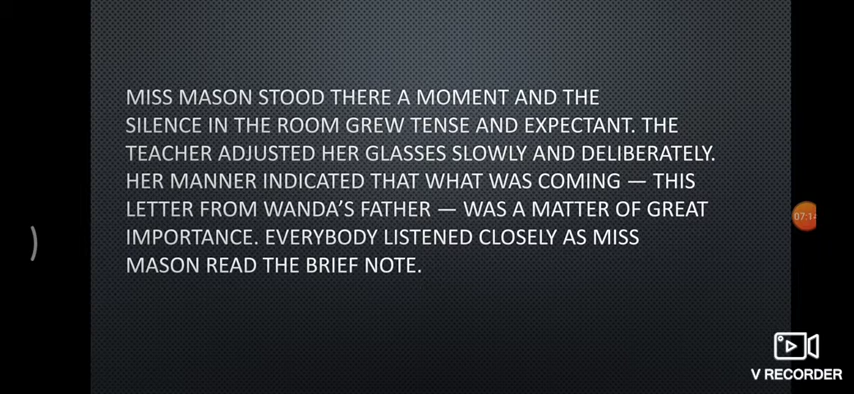 MISS MASON STOOD THERE A MOMENT AND THE
SILENCE IN THE ROOM GREW TENSE AND EXPECTANT. THE
TEACHER ADJUSTED HER GLASSES SLOWLY AND DELIBERATELY.
HER MANNER INDICATED THAT WHAT WAS COMING — THIS
LETTER FROM WANDA’S FATHER — WAS A MATTER OF GREAT
IMPORTANCE. EVERYBODY LISTENED CLOSELY AS MISS
MASON READ THE BRIEF NOTE.
07:14
V RECORDER